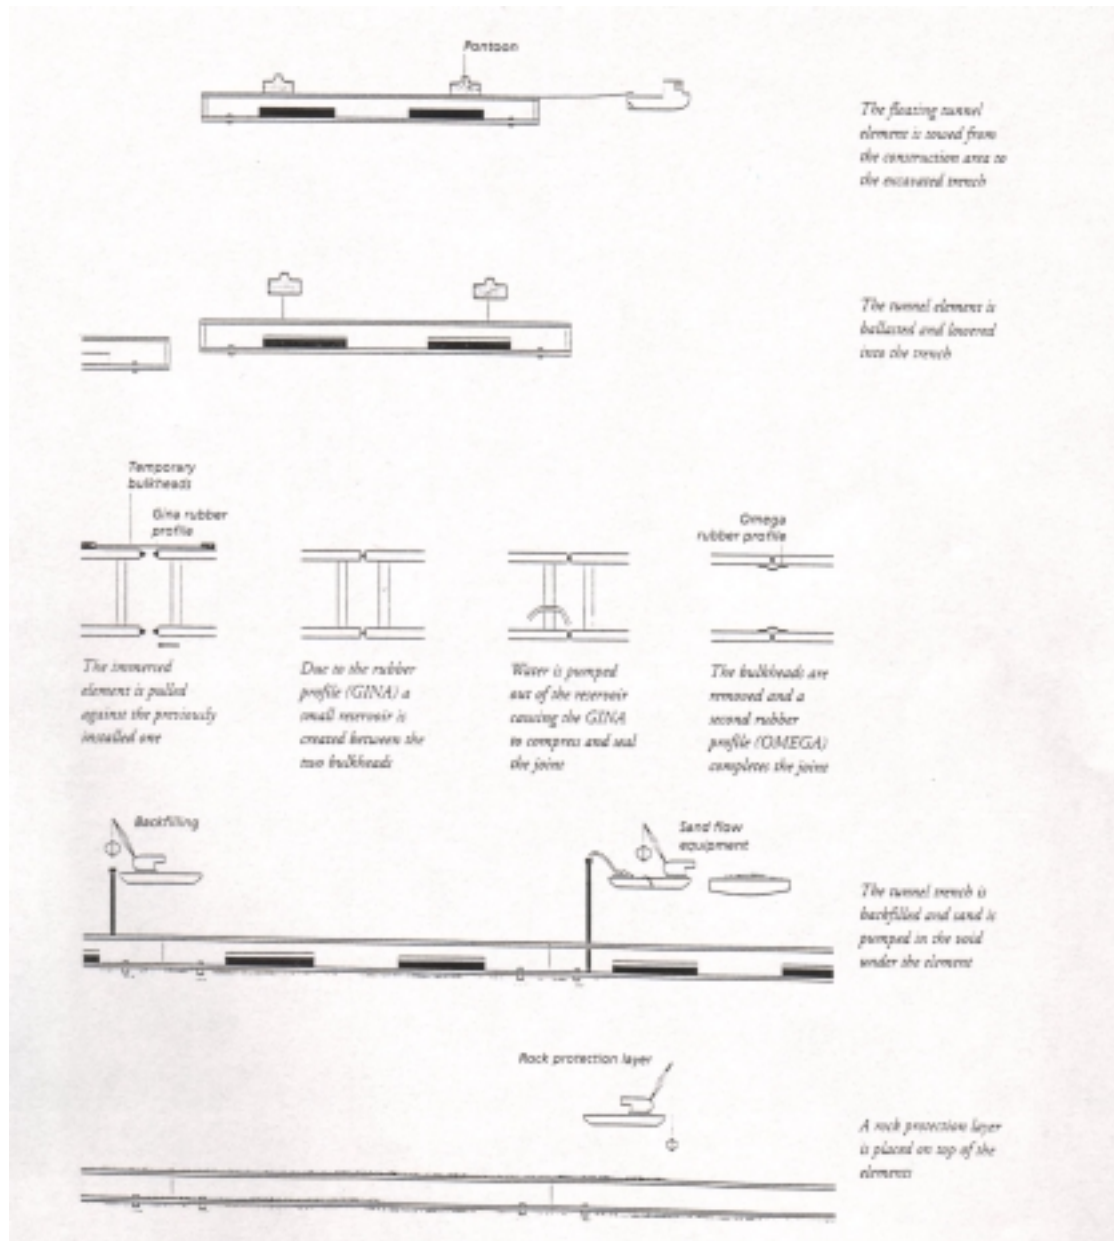 Pontoon
The floating tunnel
element is towed from
the construction area to
the excavated trench
The tunnel element is
ballasted and lowered
into the trench
Temporary
bulkheads
Gina rubber
profile
Omega
rubber profile
The immersed
element is pulled
against the previously
installed one
Due to the rubber
profile (GINA) a
small reservoir is
created between the
two bulkheads
Water is pumped
out of the reservoir
causing the GINA
to compress and seal
the joint
The bulkheads are
removed and a
second rubber
profile (OMEGA)
completes the joint
Backfilling
Sand flow
equipment
The tunnel trench is
backfilled and sand is
pumped in the void
under the element
Rock protection layer
A rock protection layer
is placed on top of the
elements